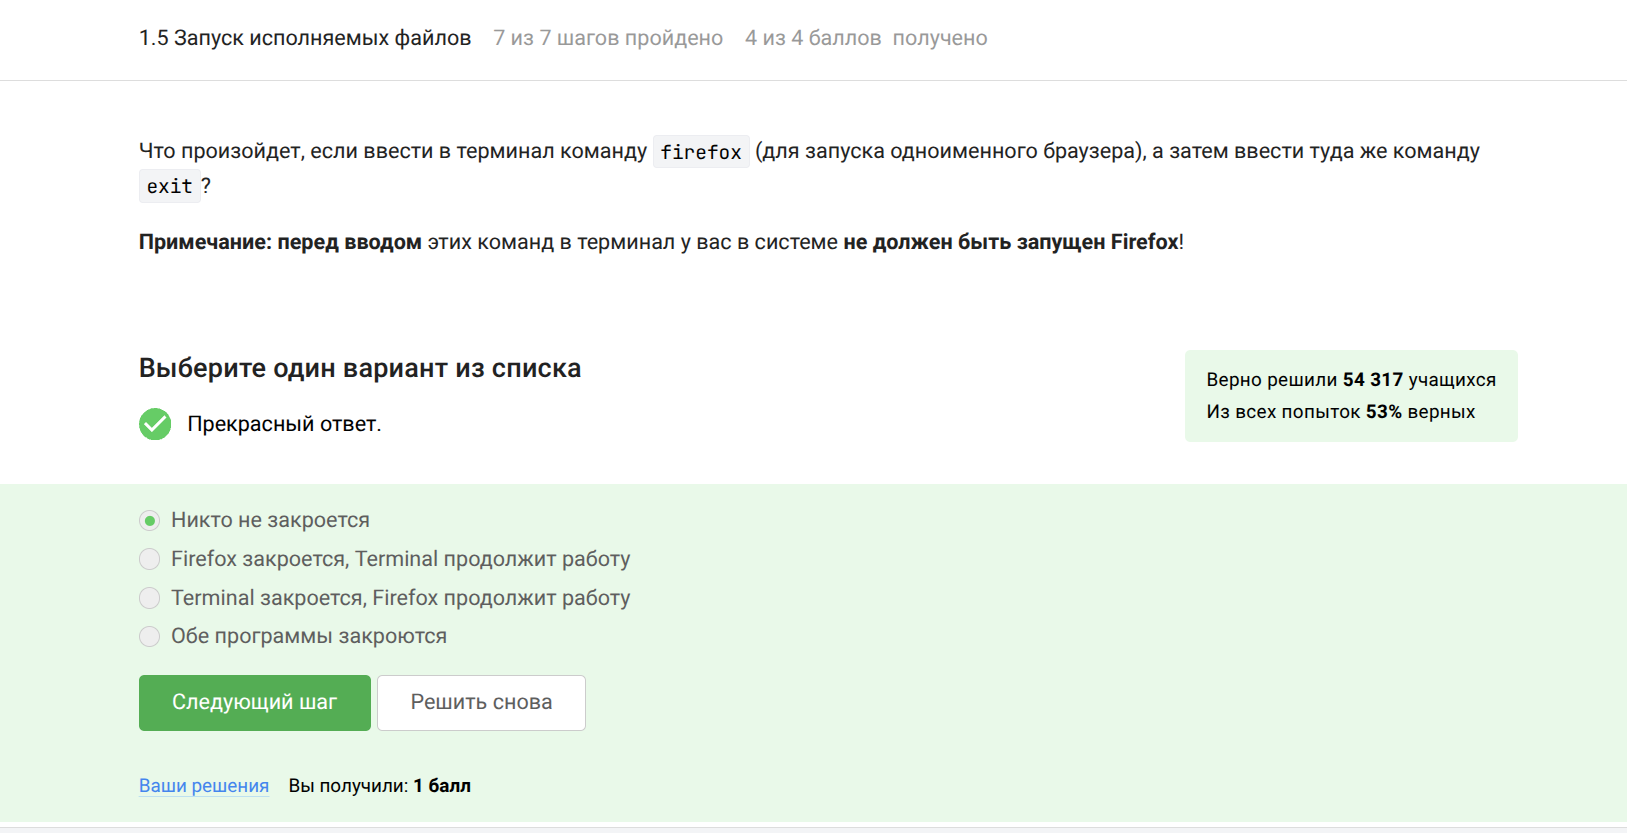 1.5 Запуск исполняемых файлов 7 из 7 шагов пройдено 4 из 4 баллов получено
Что произойдет, если ввести в терминал команду firefox (для запуска одноименного браузера), а затем ввести туда же команду
exit ?
Примечание: перед вводом этих команд в терминал у вас в системе не должен быть запущен Firefox!
Выберите один вариант из списка
Прекрасный ответ.
Верно решили 54 317 учащихся
Из всех попыток 53% верных
Никто не закроется
Firefox закроется, Terminal продолжит работу
Terminal закроется, Firefox продолжит работу
Обе программы закроются
Следующий шаг Решить снова
Ваши решения Вы получили: 1 балл